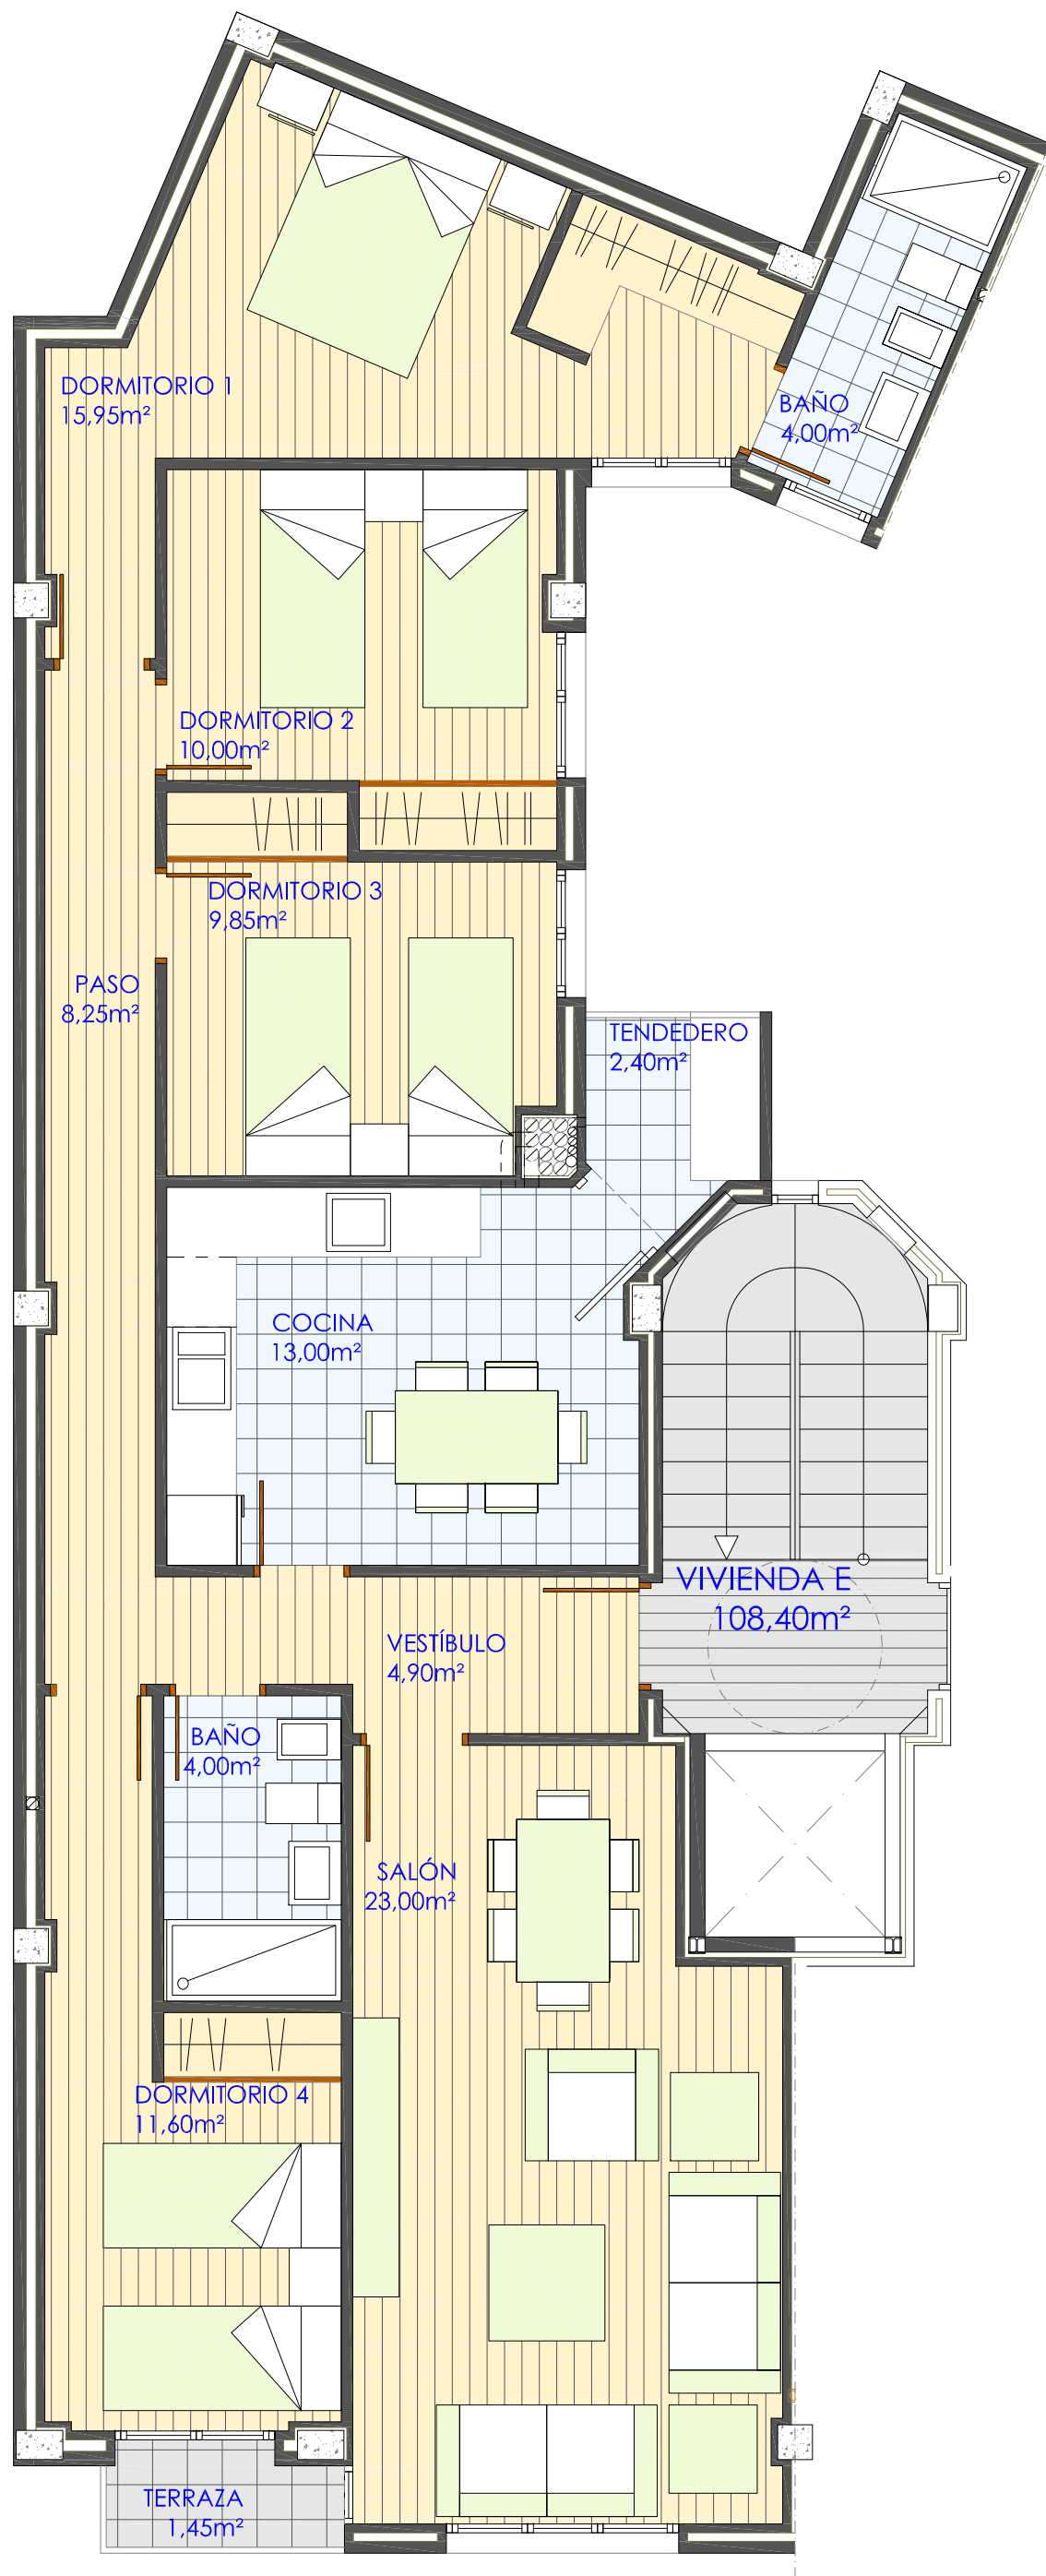 DORMITORIO 1
15,95m²
BAÑO
4,00m²
DORMITORIO 2
10,00m²
DORMITORIO 3
9,85m²
PASO
8,25m²
TENDEDERO
2,40m²
COCINA
13,00m²
VIVIENDA E
108,40m²
VESTÍBULO
4,90m²
BAÑO
4,00m²
SALÓN
23,00m²
DORMITORIO 4
11,60m²
TERRAZA
1,45m²